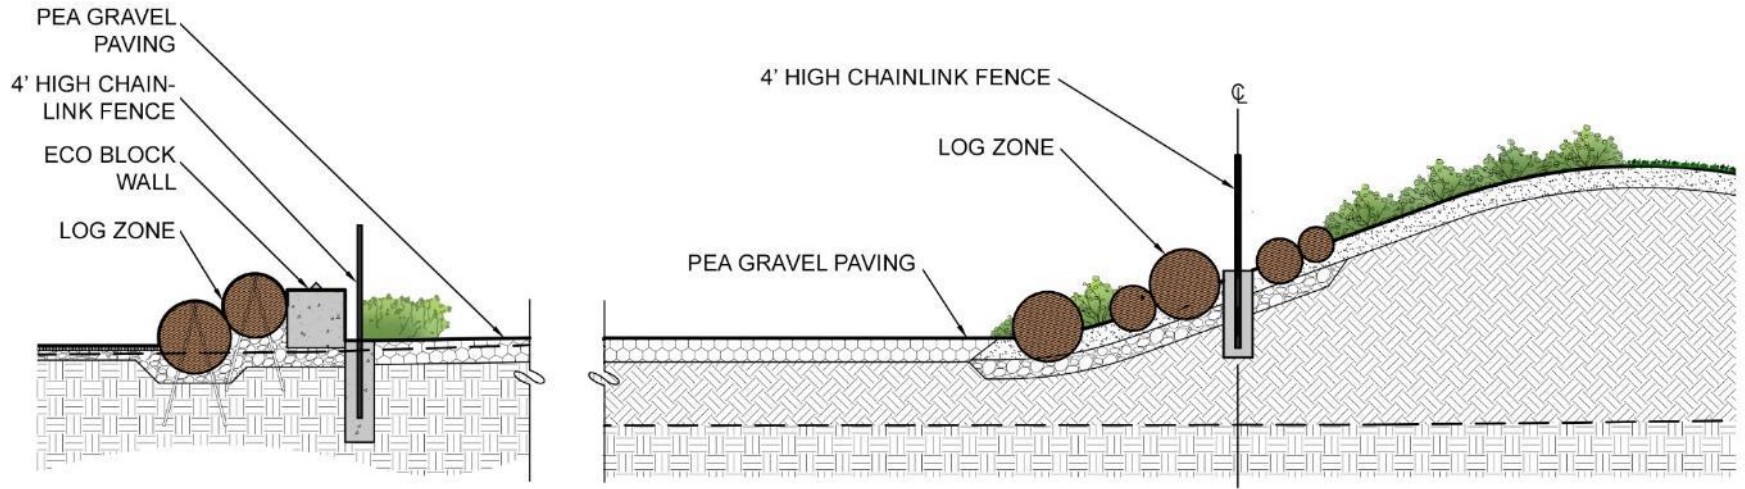 PEA GRAVEL
PAVING
4' HIGH CHAIN-
LINK FENCE
ECO BLOCK
WALL
LOG ZONE
4' HIGH CHAINLINK FENCE
℄
LOG ZONE
PEA GRAVEL PAVING